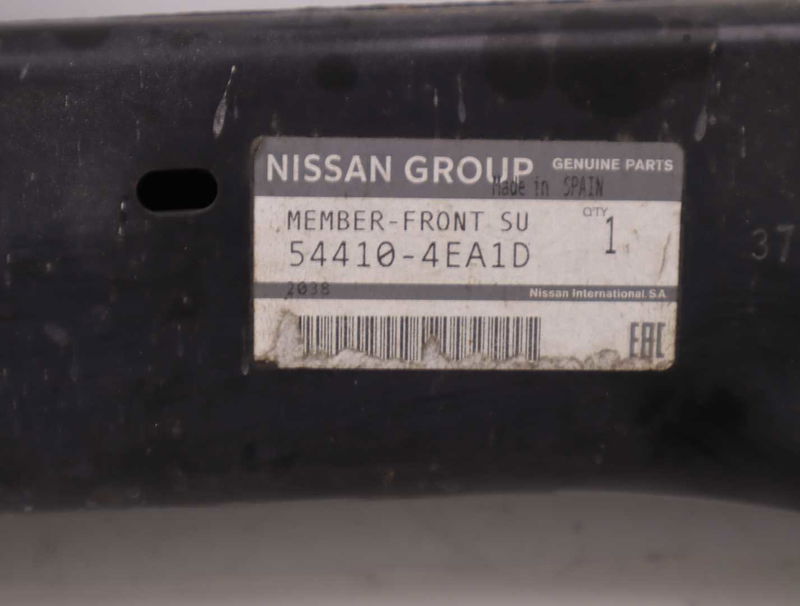 NISSAN GROUP GENUINE PARTS
Made in SPAIN
MEMBER-FRONT SU
QTY
1
54410-4EA1D
2038
Nissan International. S.A.
EAC
37